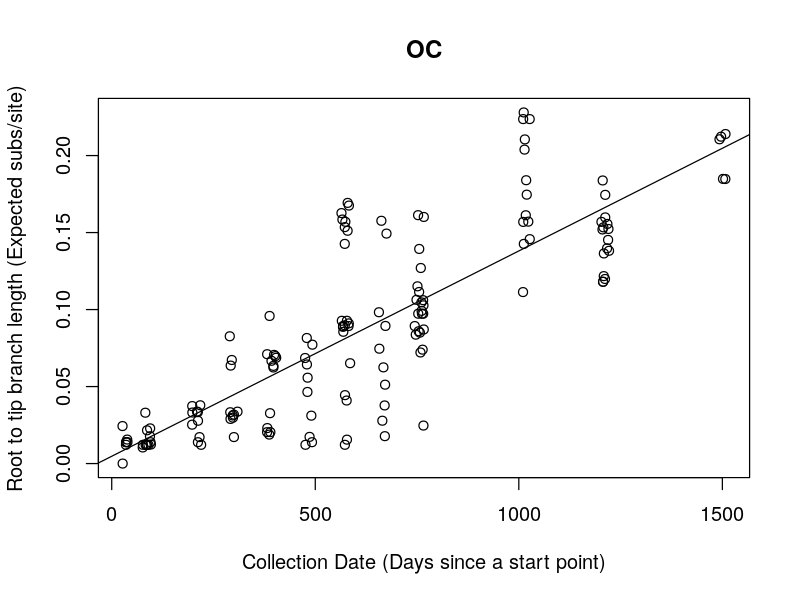 OC
Root to tip branch length (Expected subs/site)
0.20
0.15
0.10
0.05
0.00
0 500 1000 1500
Collection Date (Days since a start point)